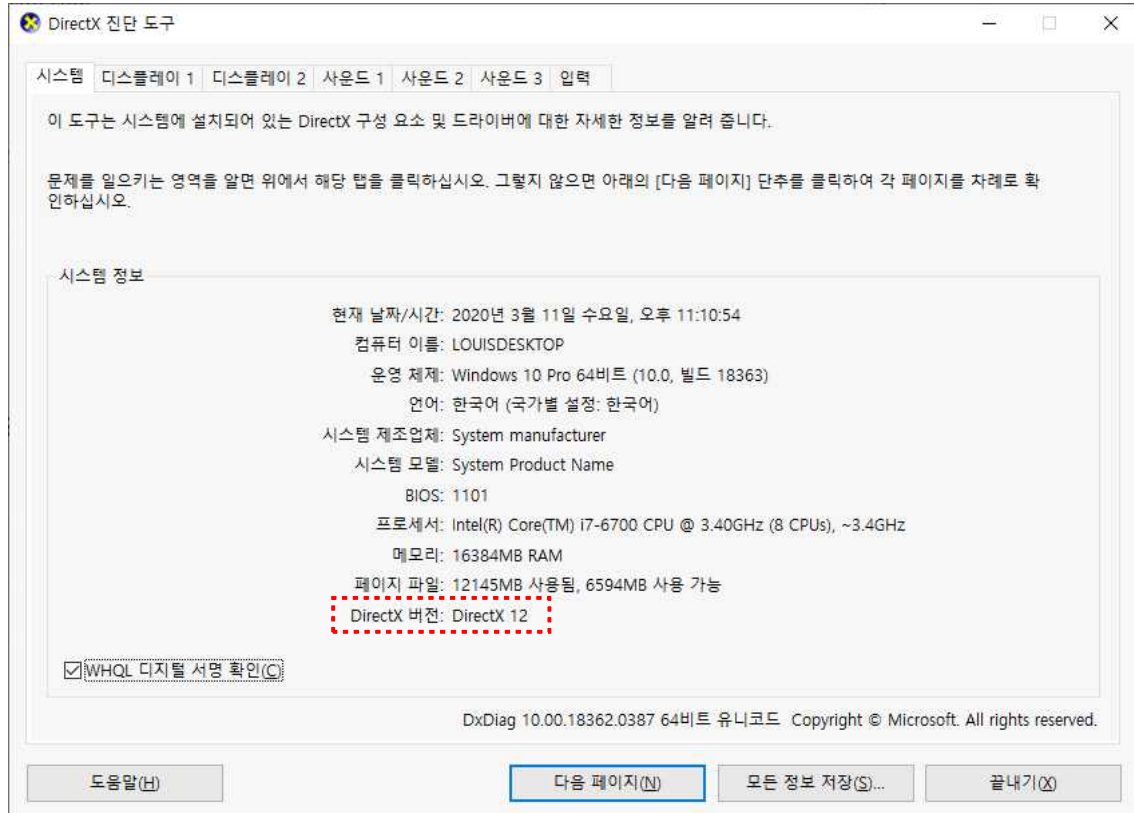 DirectX 진단 도구
시스템 디스플레이 1 디스플레이 2 사운드 1 사운드 2 사운드 3 입력
이 도구는 시스템에 설치되어 있는 DirectX 구성 요소 및 드라이버에 대한 자세한 정보를 알려 줍니다.
문제를 일으키는 영역을 알면 위에서 해당 탭을 클릭하십시오. 그렇지 않으면 아래의 [다음 페이지] 단추를 클릭하여 각 페이지를 차례로 확
인하십시오.
시스템 정보
현재 날짜/시간: 2020년 3월 11일 수요일, 오후 11:10:54
컴퓨터 이름: LOUISDESKTOP
운영 체제: Windows 10 Pro 64비트 (10.0, 빌드 18363)
언어: 한국어 (국가별 설정: 한국어)
시스템 제조업체: System manufacturer
시스템 모델: System Product Name
BIOS: 1101
프로세서: Intel(R) Core(TM) i7-6700 CPU @ 3.40GHz (8 CPUs), ~3.4GHz
메모리: 16384MB RAM
페이지 파일: 12145MB 사용됨, 6594MB 사용 가능
DirectX 버전: DirectX 12
WHQL 디지털 서명 확인(C)
DxDiag 10.00.18362.0387 64비트 유니코드 Copyright © Microsoft. All rights reserved.
도움말(H) 다음 페이지(N) 모든 정보 저장(S)... 끝내기(X)